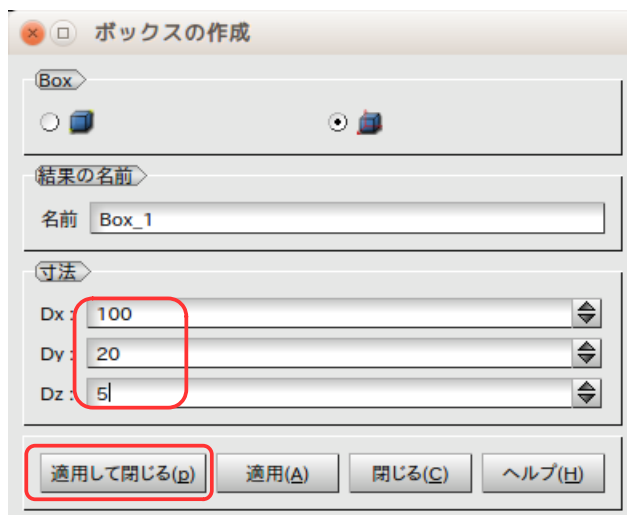 ボックスの作成
Box
結果の名前
名前 Box_1
寸法
Dx : 100
Dy : 20
Dz : 5
適用して閉じる(p) 適用(A) 閉じる(C) ヘルプ(H)